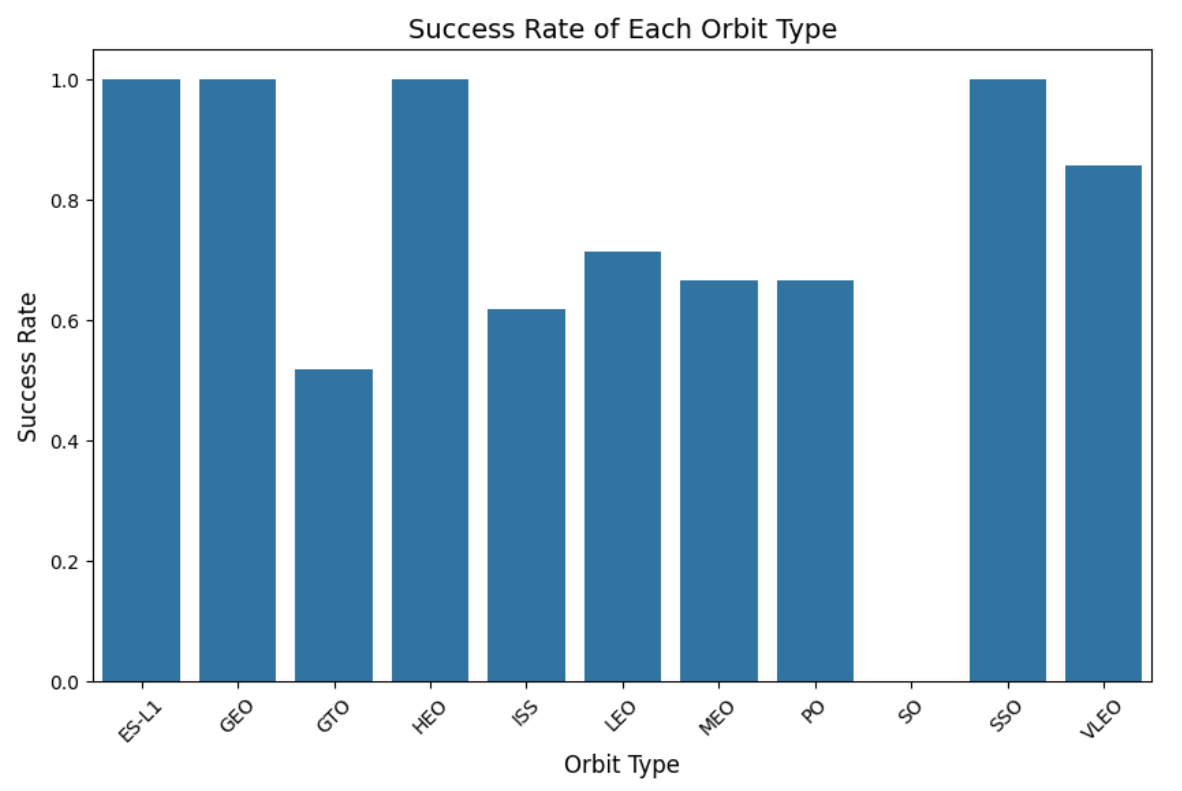 Success Rate of Each Orbit Type
1.0
0.8
0.6
0.4
0.2
0.0
Success Rate
ES-L1 GEO GTO HEO ISS LEO MEO PO SO SSO VLEO
Orbit Type